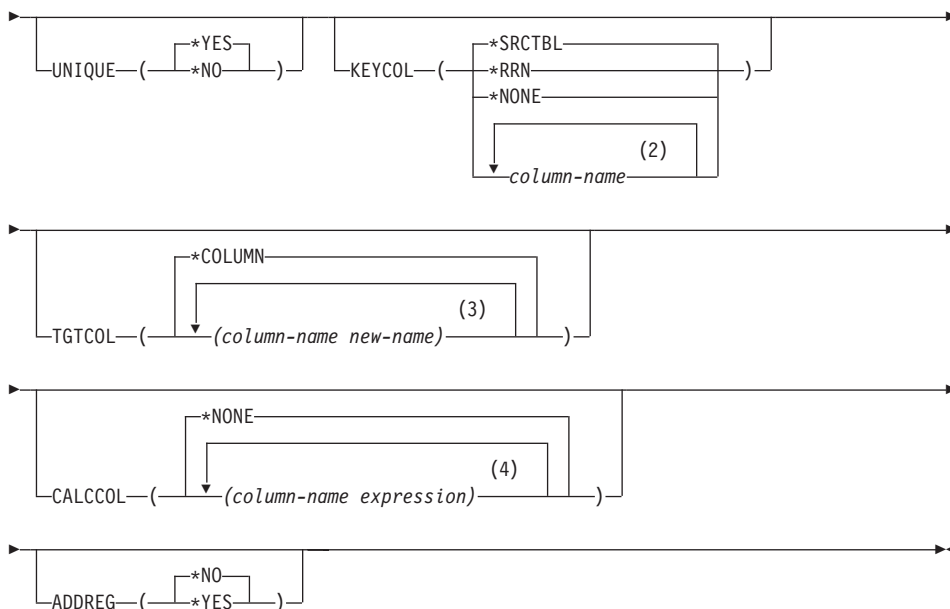 *YES *SRCTBL
UNIQUE ( *NO ) KEYCOL ( *RRN )
*NONE
(2)
column-name
*COLUMN
(3)
TGTCOL ( (column-name new-name) )
*NONE
(4)
CALCCOL ( (column-name expression) )
*NO
ADDREG ( *YES )